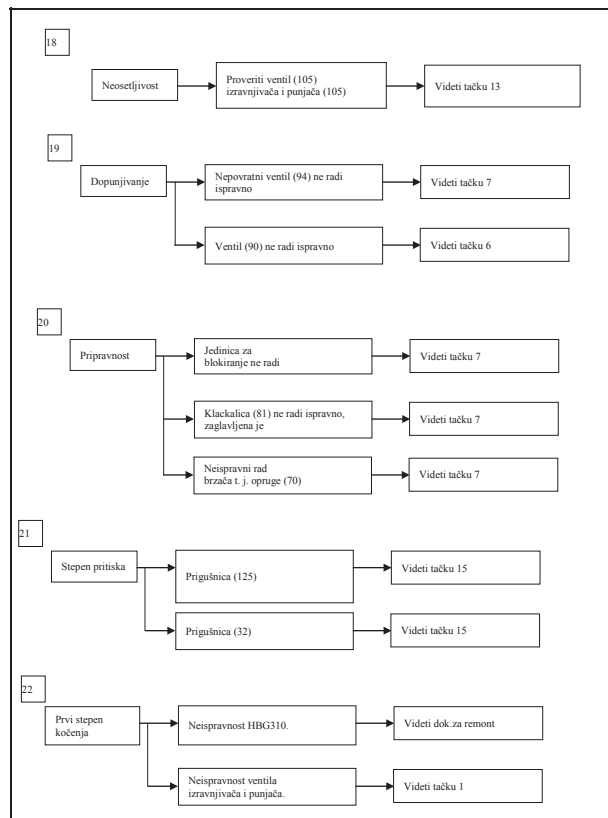 18
Neosetljivost
Proveriti ventil (105)
izravnjivača i punjača (105)
Videti tačku 13
19
Dopunjivanje
Nepovratni ventil (94) ne radi
ispravno
Videti tačku 7
Ventil (90) ne radi ispravno
Videti tačku 6
20
Pripravnost
Jedinica za
blokiranje ne radi
Videti tačku 7
Klackalica (81) ne radi ispravno,
zaglavljena je
Videti tačku 7
Neispravni rad
brzača t. j. opruge (70)
Videti tačku 7
21
Stepen pritiska
Prigušnica (125)
Videti tačku 15
Prigušnica (32)
Videti tačku 15
22
Prvi stepen
kočenja
Neispravnost HBG310.
Videti dok.za remont
Neispravnost ventila
izravnjivača i punjača.
Videti tačku 1